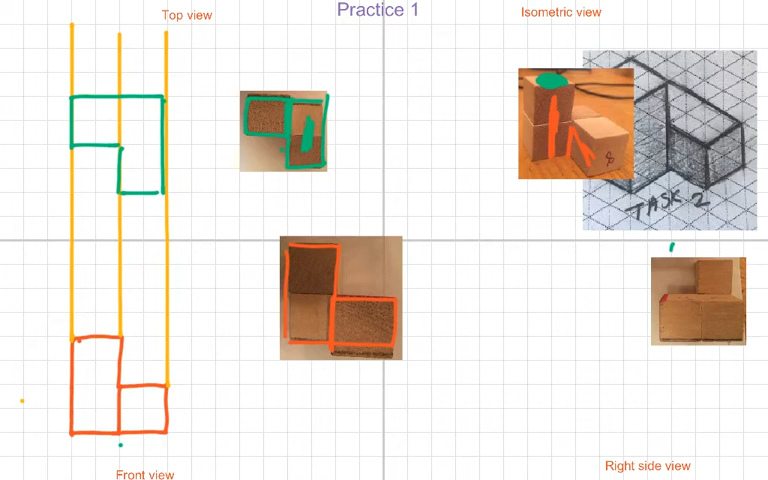 Practice 1
Top view
Isometric view
TASK 2
Right side view
Front view